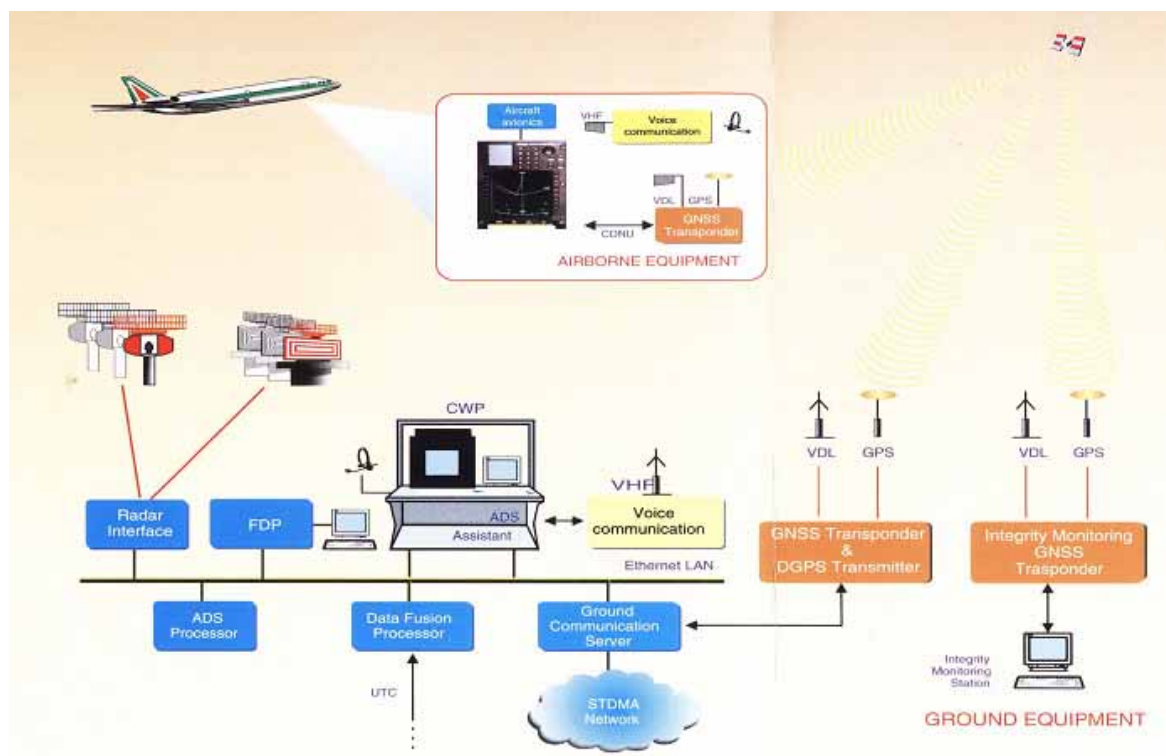 Aircraft
avionics
VHF
Voice
communication
VDL
GPS
GNSS
Transponder
CDNU
AIRBORNE EQUIPMENT
CWP
VHF
VDL
GPS
VDL
GPS
Radar
Interface
FDP
ADS
Assistant
Voice
communication
GNSS Transponder
&
DGPS Transmitter
Integrity Monitoring
GNSS
Trasponder
Ethernet LAN
ADS
Processor
Data Fusion
Processor
Ground
Communication
Server
UTC
STDMA
Network
Integrity
Monitoring
Station
GROUND EQUIPMENT